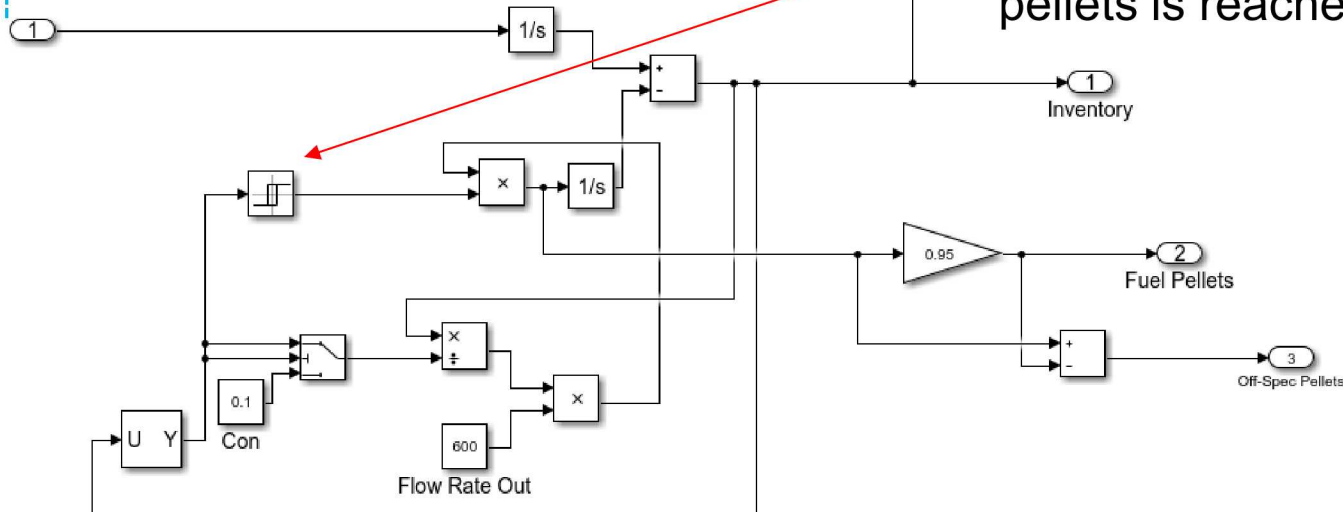 pellets is reache
1
1/s
+
-
1
Inventory
×
1/s
0.95
2
Fuel Pellets
×
÷
+
-
3
Off-Spec Pellets
0.1
Con
×
U Y
600
Flow Rate Out